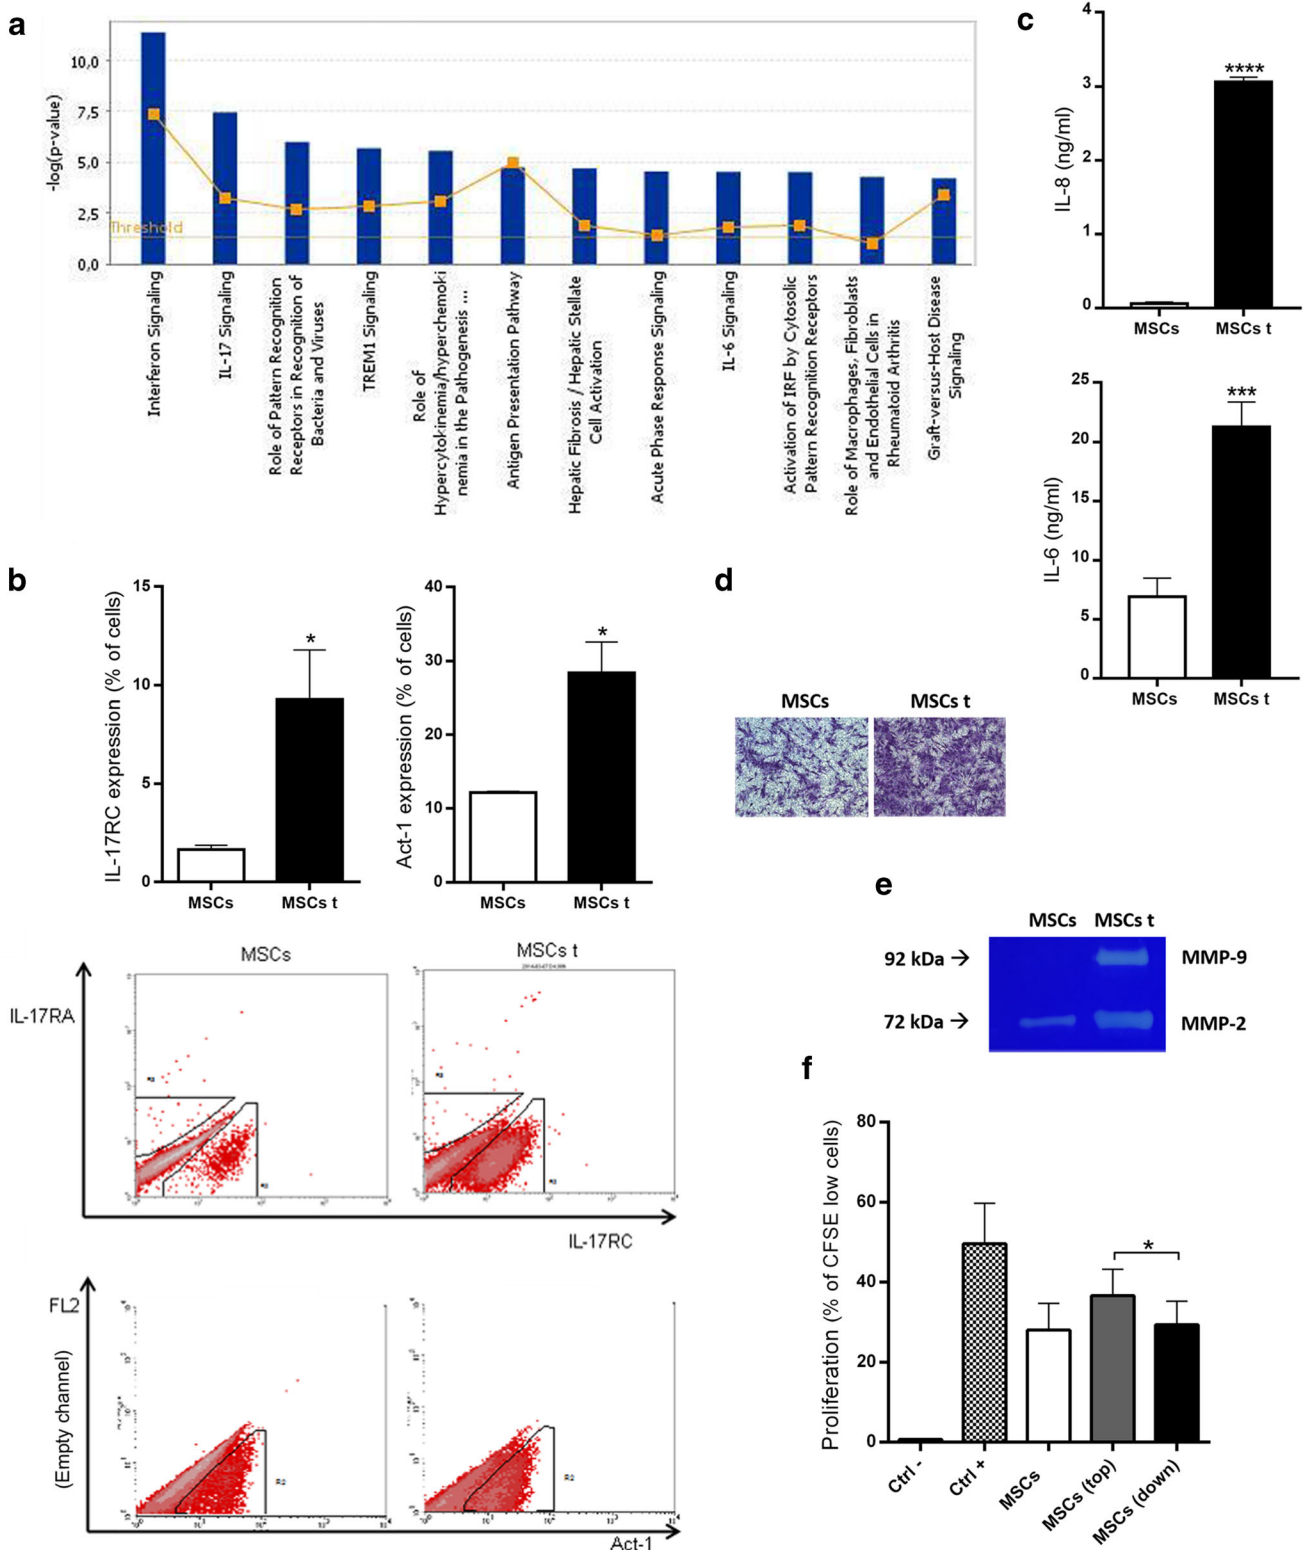 a
-log(p-value)
10,0
7,5
5,0
2,5
0,0
Threshold
Interferon Signaling
IL-17 Signaling
Role of Pattern Recognition
Receptors in Recognition of
Bacteria and Viruses
TREM1 Signaling
Role of
Hypercytokinemia/hyperchemoki
nemia in the Pathogenesis ...
Antigen Presentation Pathway
Hepatic Fibrosis / Hepatic Stellate
Cell Activation
Acute Phase Response Signaling
IL-6 Signaling
Activation of IRF by Cytosolic
Pattern Recognition Receptors
Role of Macrophages, Fibroblasts
and Endothelial Cells in
Rheumatoid Arthritis
Graft-versus-Host Disease
Signaling
c
IL-8 (ng/ml)
4
3
2
1
0
****
MSCs
MSCs t
IL-6 (ng/ml)
25
20
15
10
5
0
***
MSCs
MSCs t
b
IL-17RC expression (% of cells)
15
10
5
0
*
MSCs
MSCs t
Act-1 expression (% of cells)
40
30
20
10
0
*
MSCs
MSCs t
MSCs
MSCs t
IL-17RA
IL-17RC
FL2
(Empty channel)
R2
R2
Act-1
d
MSCs
MSCs t
e
MSCs
MSCs t
92 kDa →
MMP-9
72 kDa →
MMP-2
f
Proliferation (% of CFSE low cells)
80
60
40
20
0
*
Ctrl -
Ctrl +
MSCs
MSCs (top)
MSCs (down)